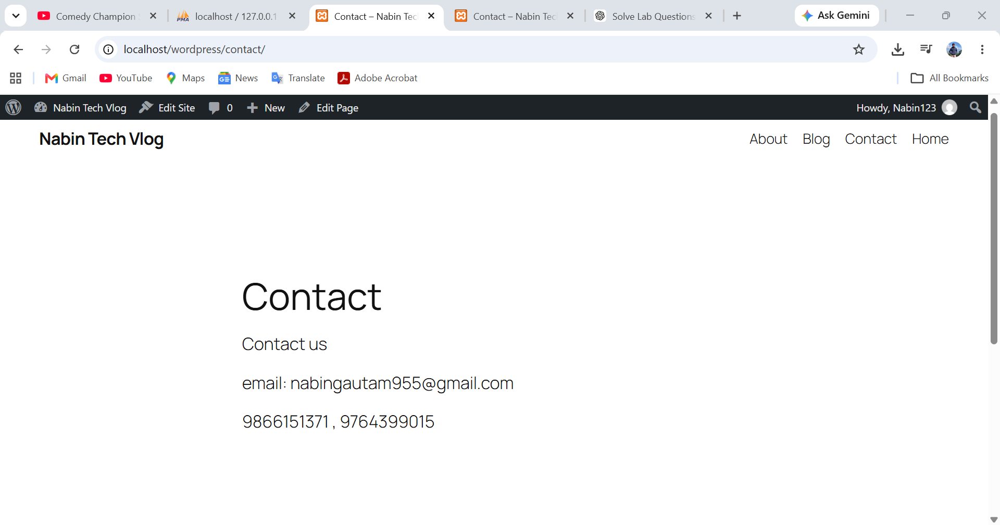 Comedy Champion
localhost / 127.0.0.1
Contact – Nabin Tec
Contact – Nabin Tec
Solve Lab Questions
Ask Gemini
localhost/wordpress/contact/
Gmail
YouTube
Maps
News
Translate
Adobe Acrobat
All Bookmarks
Nabin Tech Vlog
Edit Site
0
New
Edit Page
Howdy, Nabin123
Nabin Tech Vlog
About
Blog
Contact
Home
Contact
Contact us
email: nabingautam955@gmail.com
9866151371 , 9764399015